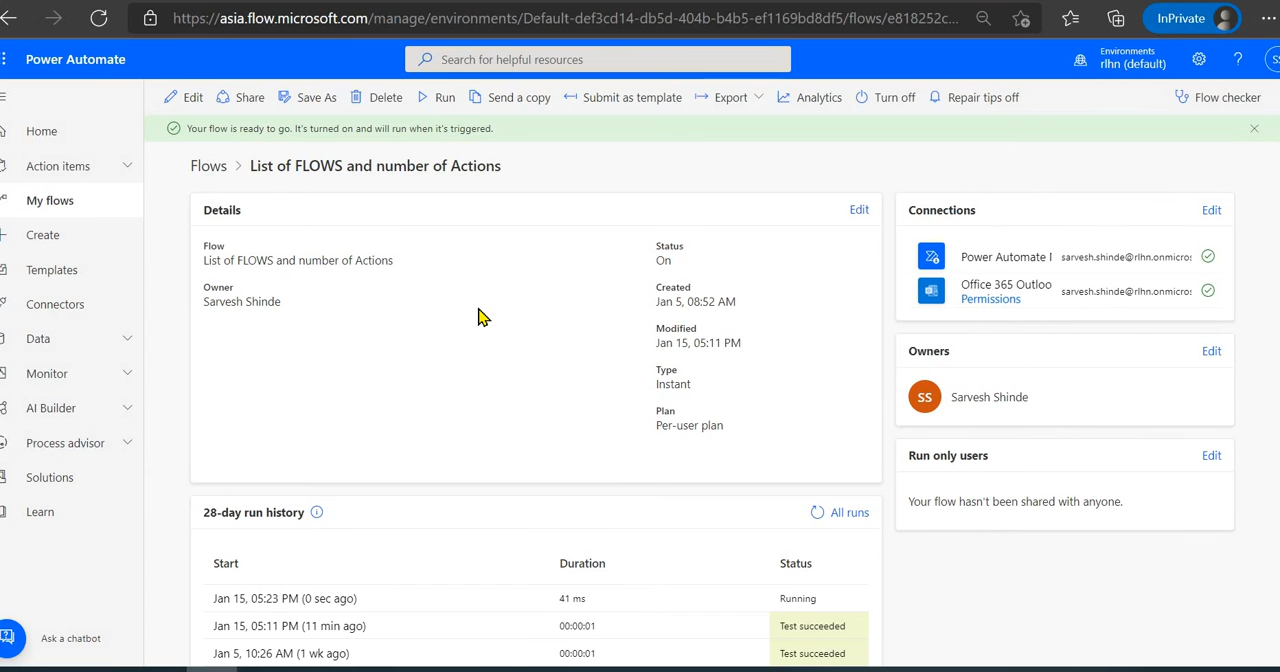 https://asia.flow.microsoft.com/manage/environments/Default-def3cd14-db5d-404b-b4b5-ef1169bd8df5/flows/e818252c...
InPrivate
Power Automate
Search for helpful resources
Environments
rlhn (default)
?
Edit Share Save As Delete Run Send a copy Submit as template Export Analytics Turn off Repair tips off Flow checker
Your flow is ready to go. It's turned on and will run when it's triggered.
Home
Action items
My flows
Create
Templates
Connectors
Data
Monitor
AI Builder
Process advisor
Solutions
Learn
Ask a chatbot
Flows > List of FLOWS and number of Actions
Details Edit
Flow
List of FLOWS and number of Actions
Owner
Sarvesh Shinde
Status
On
Created
Jan 5, 08:52 AM
Modified
Jan 15, 05:11 PM
Type
Instant
Plan
Per-user plan
28-day run history All runs
Start Duration Status
Jan 15, 05:23 PM (0 sec ago) 41 ms Running
Jan 15, 05:11 PM (11 min ago) 00:00:01 Test succeeded
Jan 5, 10:26 AM (1 wk ago) 00:00:01 Test succeeded
Connections Edit
Power Automate sarvesh.shinde@rlhn.onmicros
Office 365 Outloo sarvesh.shinde@rlhn.onmicros
Permissions
Owners Edit
SS Sarvesh Shinde
Run only users Edit
Your flow hasn't been shared with anyone.